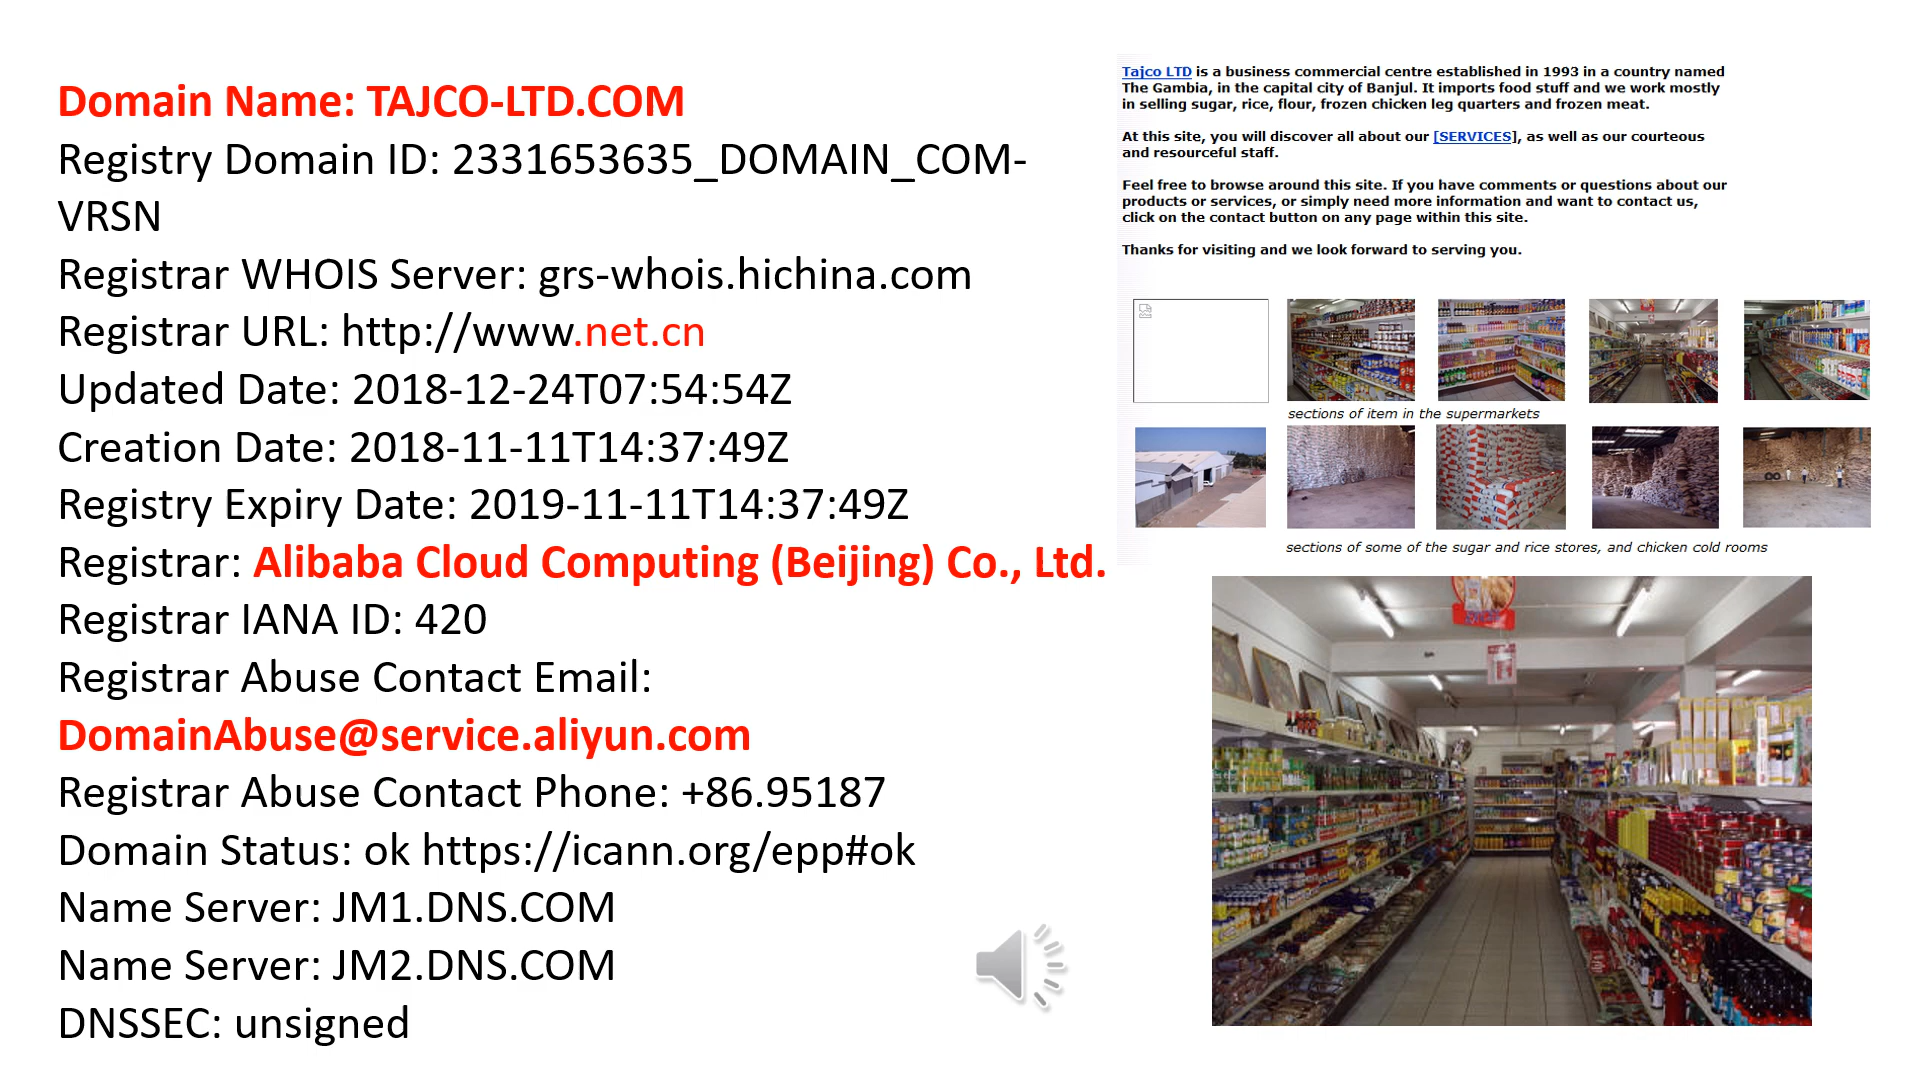 Domain Name: TAJCO-LTD.COM
Registry Domain ID: 2331653635_DOMAIN_COM-
VRSN
Registrar WHOIS Server: grs-whois.hichina.com
Registrar URL: http://www.net.cn
Updated Date: 2018-12-24T07:54:54Z
Creation Date: 2018-11-11T14:37:49Z
Registry Expiry Date: 2019-11-11T14:37:49Z
Registrar: Alibaba Cloud Computing (Beijing) Co., Ltd.
Registrar IANA ID: 420
Registrar Abuse Contact Email:
DomainAbuse@service.aliyun.com
Registrar Abuse Contact Phone: +86.95187
Domain Status: ok https://icann.org/epp#ok
Name Server: JM1.DNS.COM
Name Server: JM2.DNS.COM
DNSSEC: unsigned
Tajco LTD is a business commercial centre established in 1993 in a country named
The Gambia, in the capital city of Banjul. It imports food stuff and we work mostly
in selling sugar, rice, flour, frozen chicken leg quarters and frozen meat.
At this site, you will discover all about our [SERVICES], as well as our courteous
and resourceful staff.
Feel free to browse around this site. If you have comments or questions about our
products or services, or simply need more information and want to contact us,
click on the contact button on any page within this site.
Thanks for visiting and we look forward to serving you.
sections of item in the supermarkets
sections of some of the sugar and rice stores, and chicken cold rooms